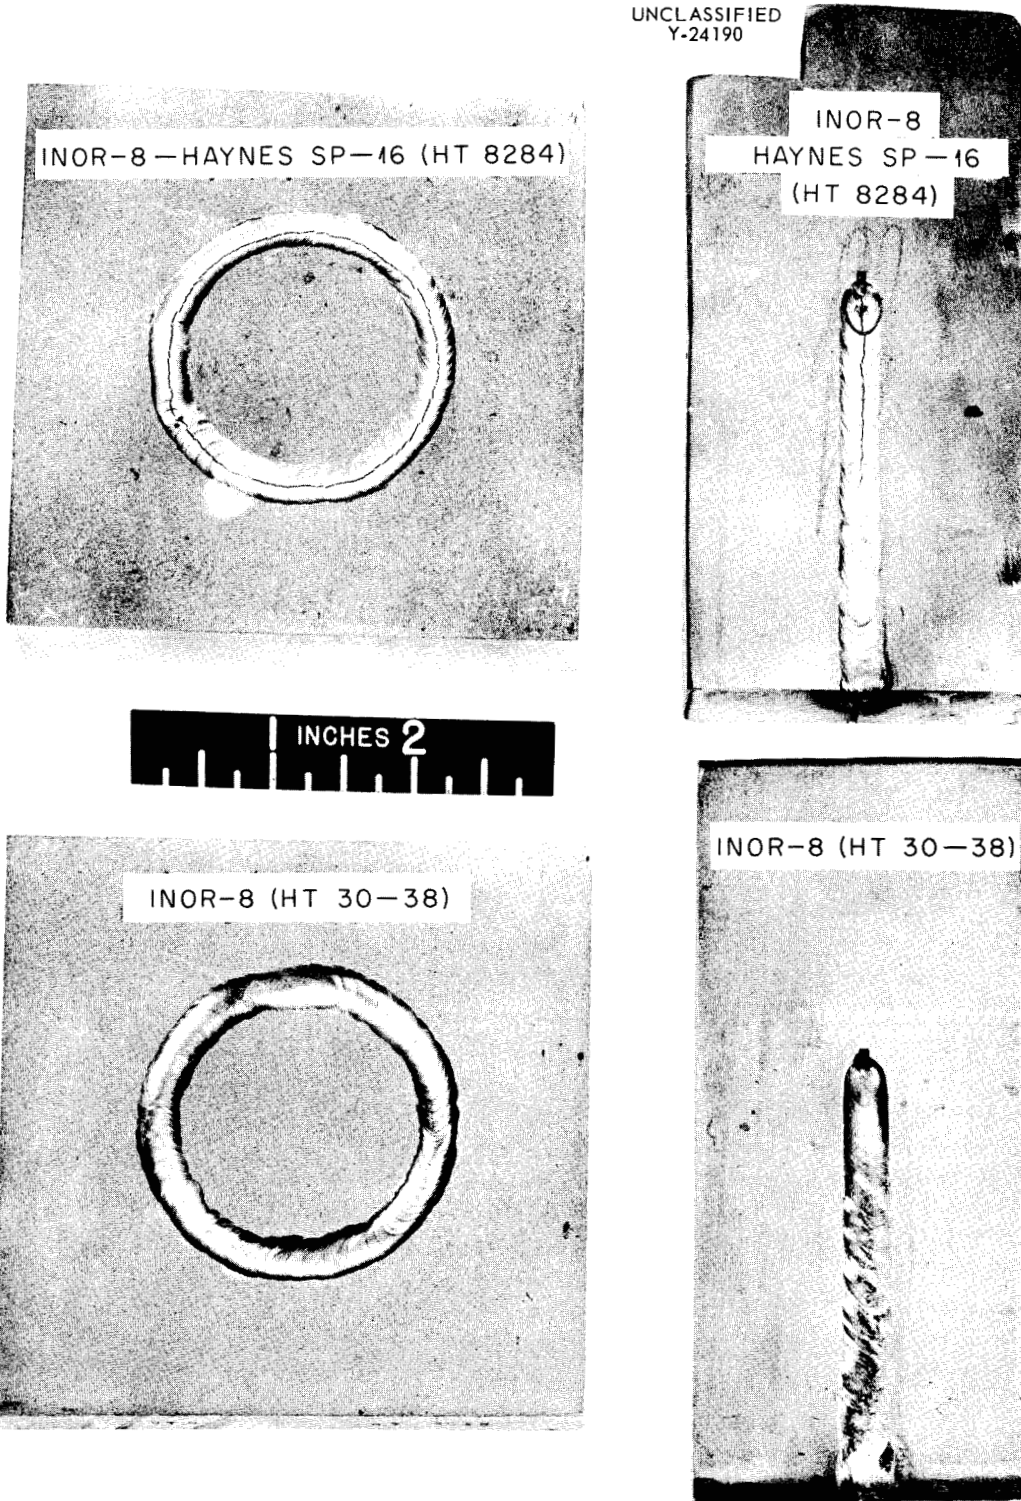 UNCLASSIFIED
Y-24190
INOR-8—HAYNES SP-16 (HT 8284)
INOR-8
HAYNES SP-16
(HT 8284)
1 INCHES 2
INOR-8 (HT 30-38)
INOR-8 (HT 30-38)